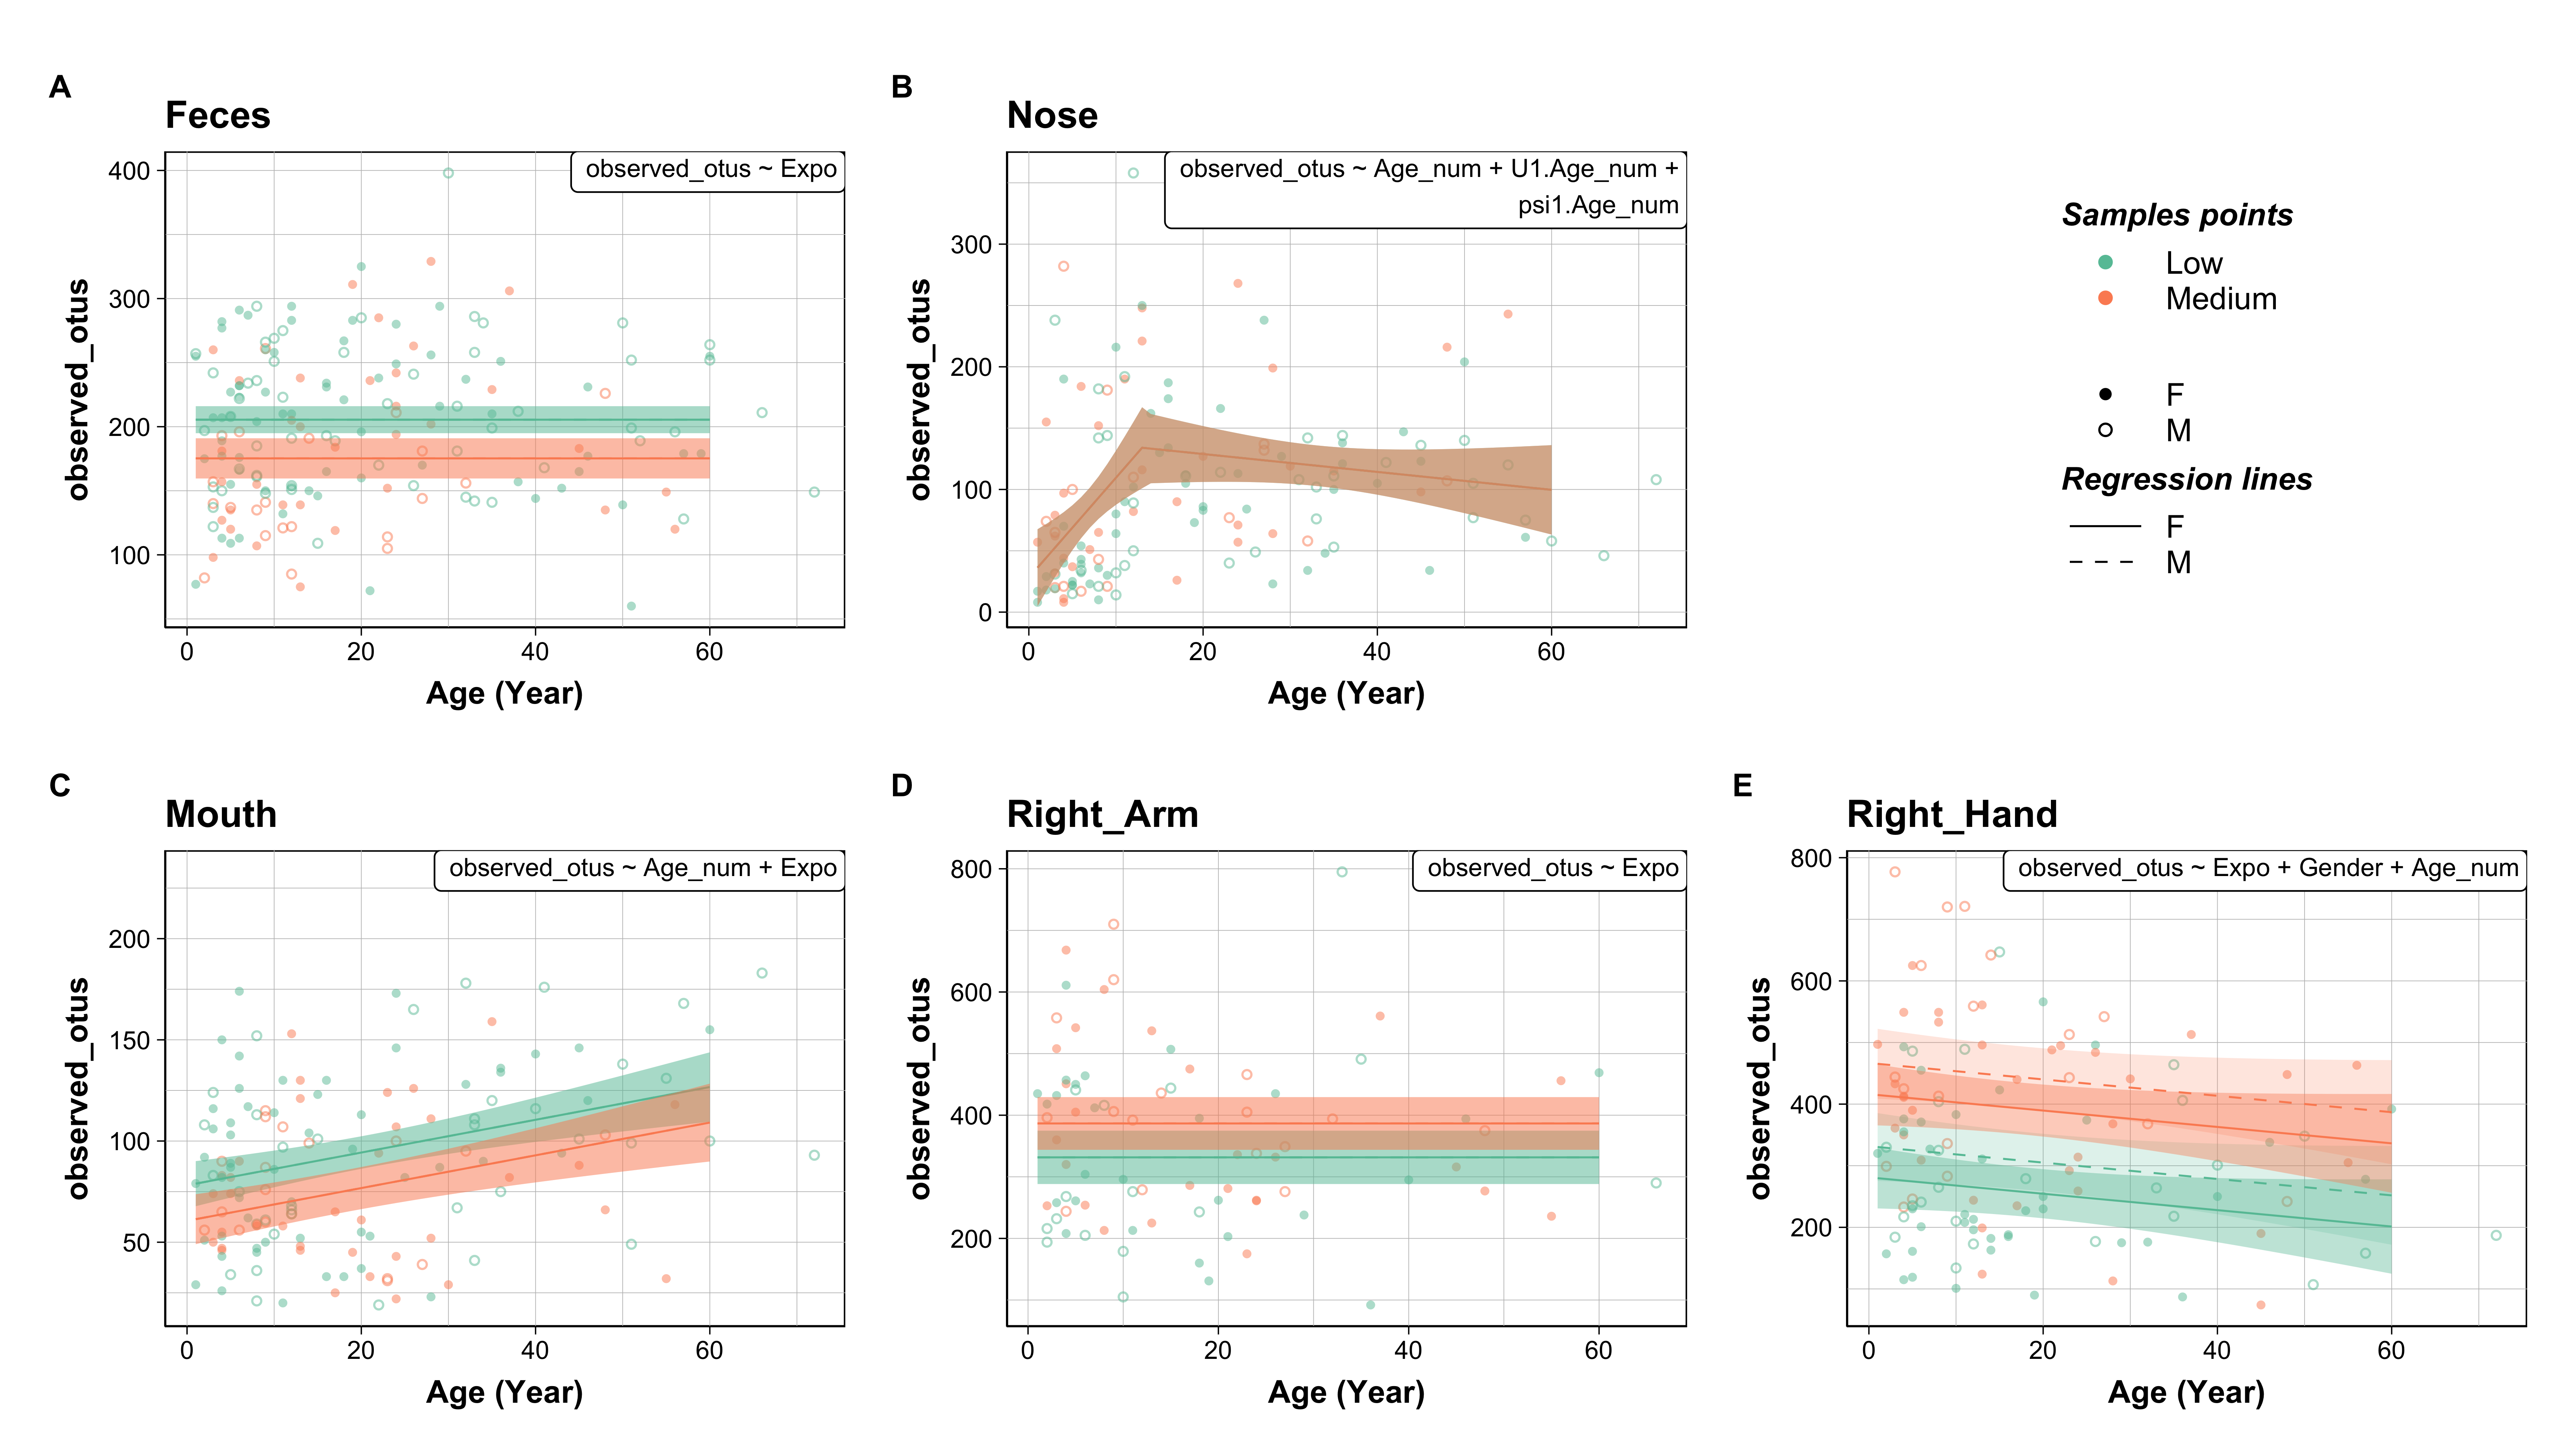 A
Feces
observed_otus ~ Expo
observed_otus
400
300
200
100
0
20
40
60
Age (Year)
B
Nose
observed_otus ~ Age_num + U1.Age_num +
psi1.Age_num
observed_otus
300
200
100
0
0
20
40
60
Age (Year)
Samples points
Low
Medium
F
M
Regression lines
F
M
C
Mouth
observed_otus ~ Age_num + Expo
observed_otus
200
150
100
50
0
20
40
60
Age (Year)
D
Right_Arm
observed_otus ~ Expo
observed_otus
800
600
400
200
0
20
40
60
Age (Year)
E
Right_Hand
observed_otus ~ Expo + Gender + Age_num
observed_otus
800
600
400
200
0
20
40
60
Age (Year)